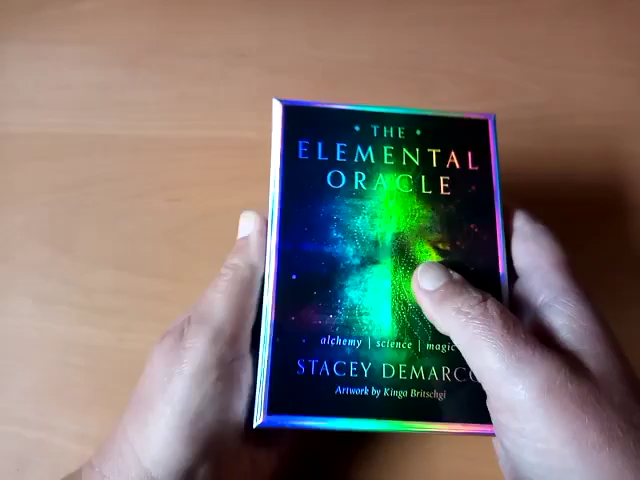 THE
ELEMENTAL
ORACLE
alchemy | science | magic
STACEY DEMARCO
Artwork by Kinga Britschgi